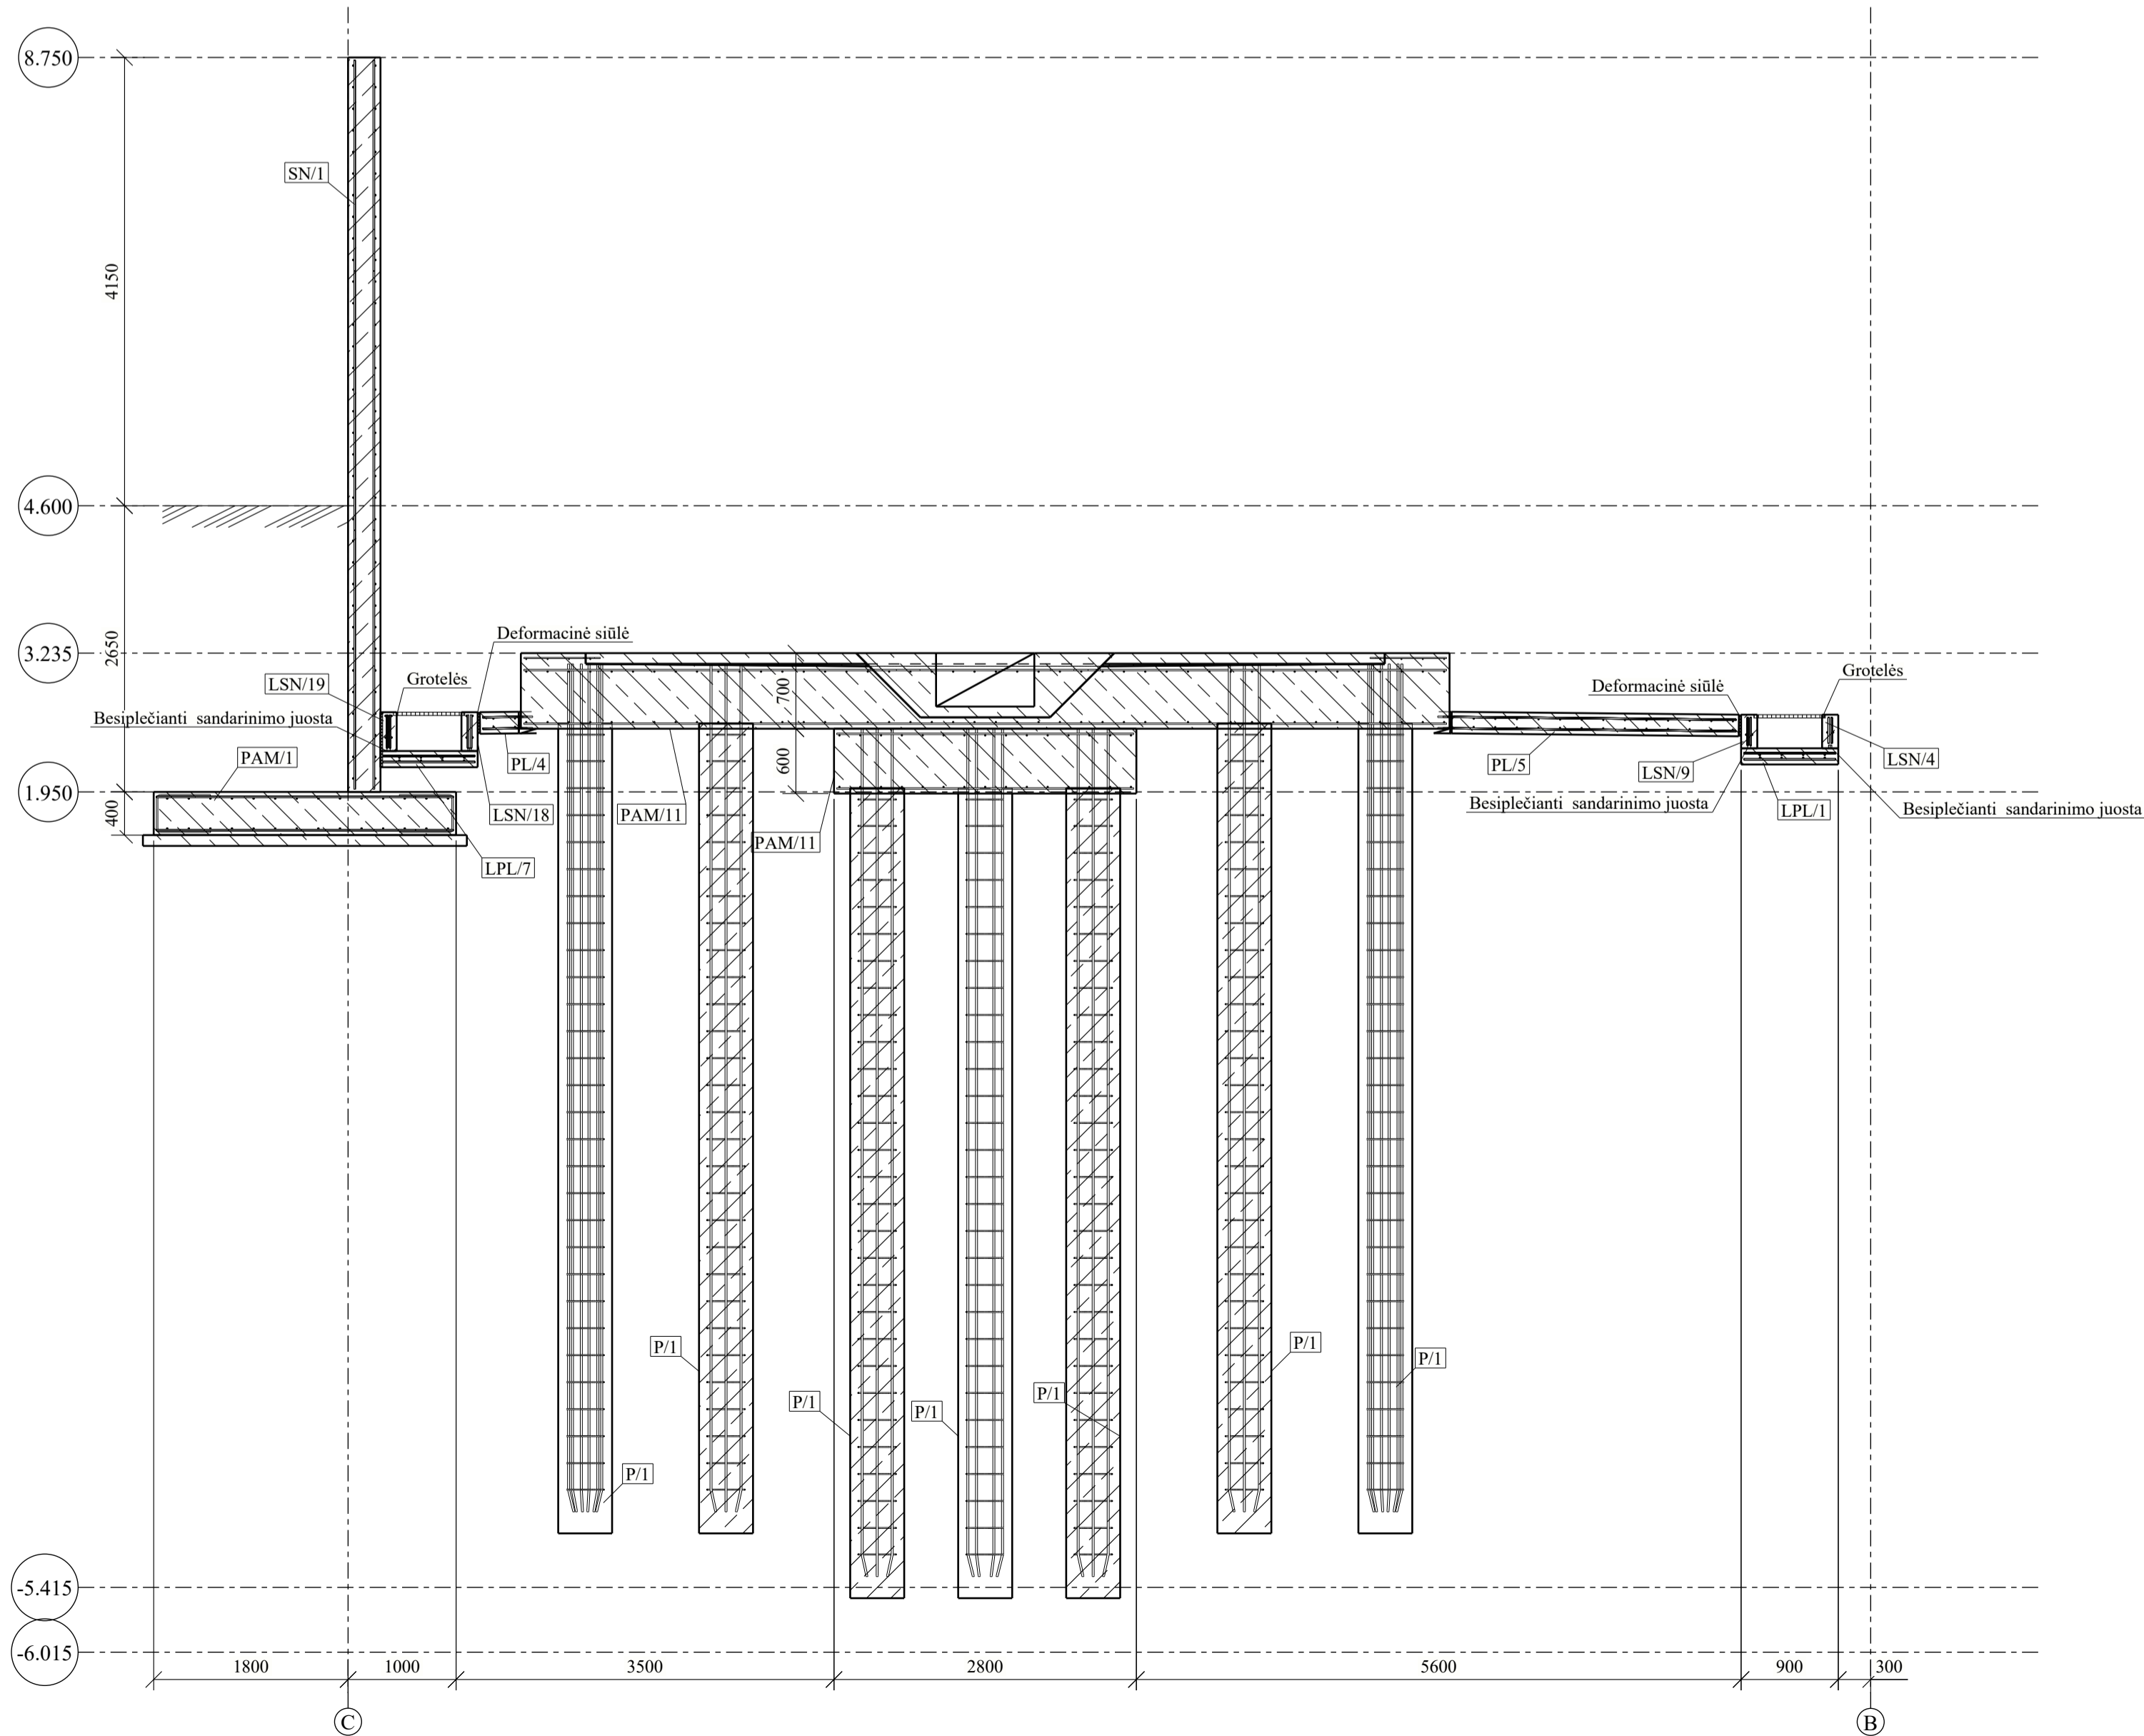 8.750
SN/1
4150
4.600
2650
3.235
Deformacinė siūlė
LSN/19
Grotelės
Besiplečianti sandarinimo juosta
PAM/1
700
600
Deformacinė siūlė
Grotelės
PL/4
PL/5
LSN/9
LSN/4
1.950
400
LSN/18
PAM/11
PAM/11
Besiplečianti sandarinimo juosta
LPL/1
Besiplečianti sandarinimo juosta
LPL/7
P/1
P/1
P/1
P/1
P/1
P/1
P/1
-5.415
-6.015
1800
1000
3500
2800
5600
900
300
C
B